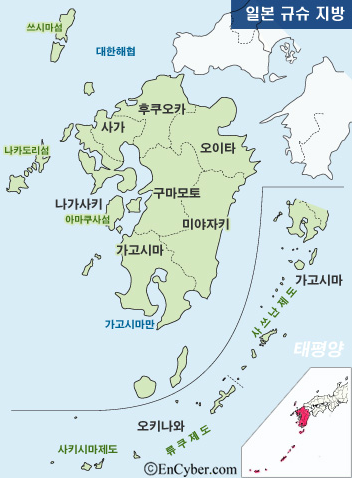 일본 규슈 지방
쓰시마섬
대한해협
후쿠오카
사가
오이타
나카도리섬
구마모토
나가사키
아마쿠사섬
미야자키
가고시마
가고시마
사쓰난제도
가고시마만
태평양
오키나와
류큐제도
사키시마제도
©EnCyber.com